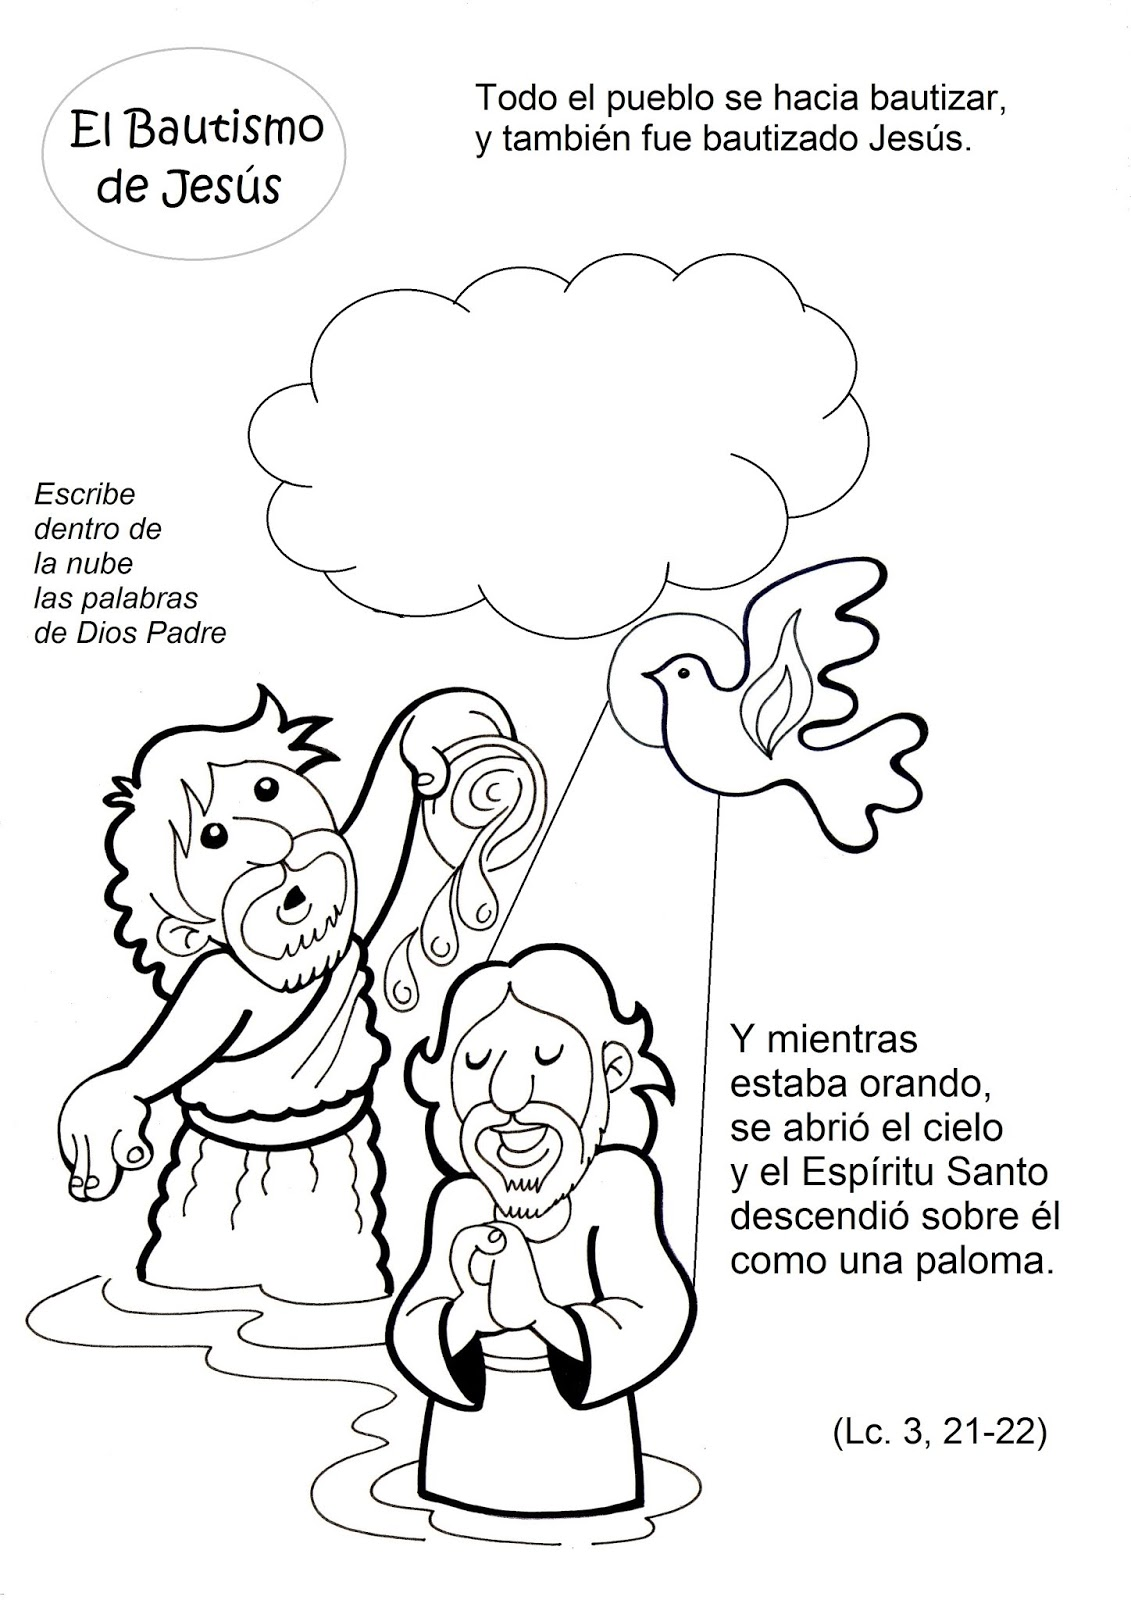 El Bautismo
de Jesús
Todo el pueblo se hacia bautizar,
y también fue bautizado Jesús.
Escribe
dentro de
la nube
las palabras
de Dios Padre
Y mientras
estaba orando,
se abrió el cielo
y el Espíritu Santo
descendió sobre él
como una paloma.
(Lc. 3, 21-22)